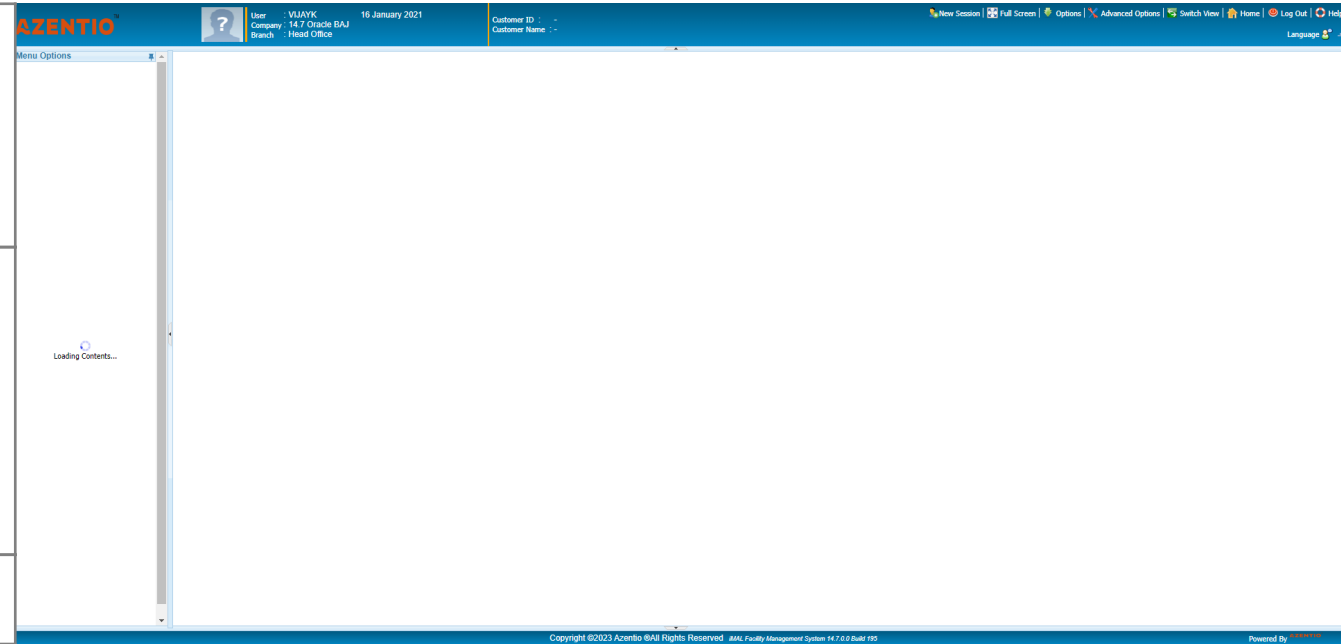 AZENTIO™
?
User : VIJAYK 16 January 2021
Company : 14.7 Oracle BAJ
Branch : Head Office
Customer ID : -
Customer Name : -
New Session | Full Screen | Options | Advanced Options | Switch View | Home | Log Out | Help
Language
Menu Options
Loading Contents...
Copyright ©2023 Azentio ®All Rights Reserved iMAL Facility Management System 14.7.0.0 Build 195
Powered By AZENTIO